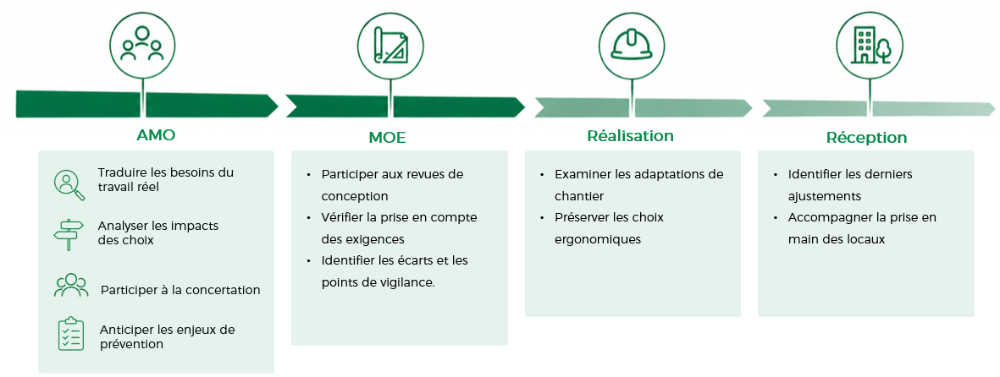 AMO
Traduire les besoins du
travail réel
Analyser les impacts
des choix
Participer à la concertation
Anticiper les enjeux de
prévention
MOE
• Participer aux revues de
conception
• Vérifier la prise en compte
des exigences
• Identifier les écarts et les
points de vigilance.
Réalisation
• Examiner les adaptations de
chantier
• Préserver les choix
ergonomiques
Réception
• Identifier les derniers
ajustements
• Accompagner la prise en
main des locaux